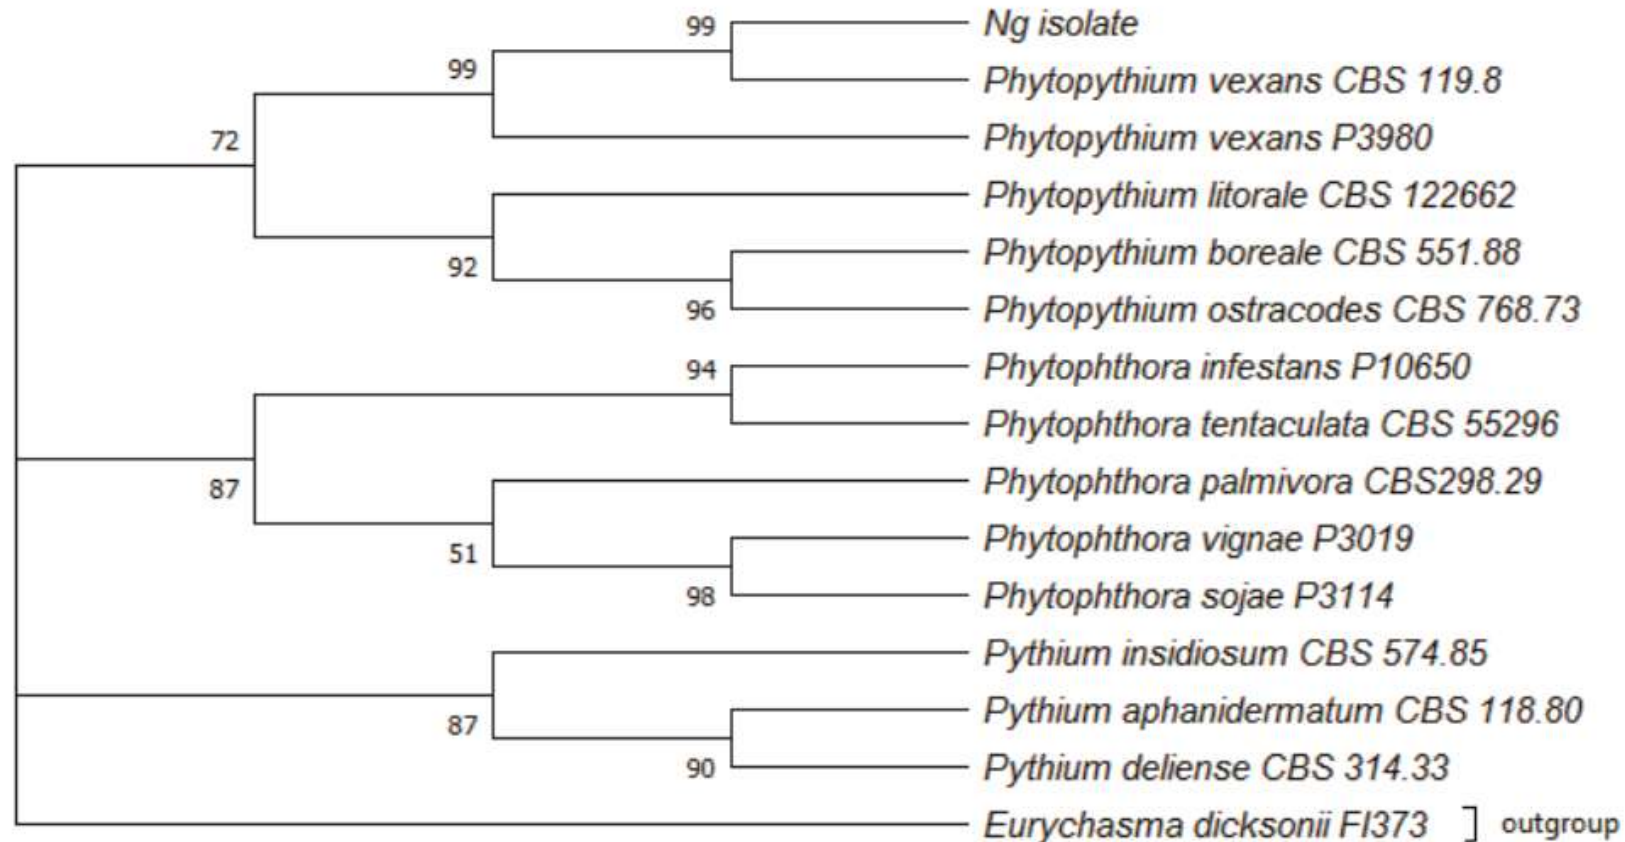 99
Ng isolate
99
Phytopythium vexans CBS 119.8
72
Phytopythium vexans P3980
Phytopythium litorale CBS 122662
92
Phytopythium boreale CBS 551.88
96
Phytopythium ostracodes CBS 768.73
94
Phytophthora infestans P10650
Phytophthora tentaculata CBS 55296
87
Phytophthora palmivora CBS298.29
51
Phytophthora vignae P3019
98
Phytophthora sojae P3114
Pythium insidiosum CBS 574.85
87
Pythium aphanidermatum CBS 118.80
90
Pythium deliense CBS 314.33
Eurychasma dicksonii FI373 ] outgroup